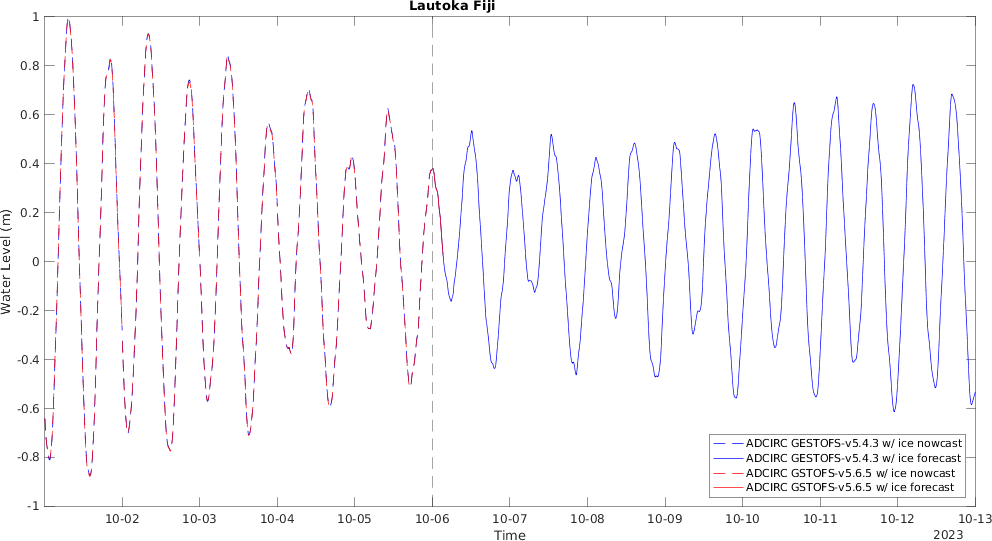 Lautoka Fiji
Water Level (m)
1
0.8
0.6
0.4
0.2
0
-0.2
-0.4
-0.6
-0.8
-1
ADCIRC GESTOFS-v5.4.3 w/ ice nowcast
ADCIRC GESTOFS-v5.4.3 w/ ice forecast
ADCIRC GSTOFS-v5.6.5 w/ ice nowcast
ADCIRC GSTOFS-v5.6.5 w/ ice forecast
10-02 10-03 10-04 10-05 10-06 10-07 10-08 10-09 10-10 10-11 10-12 10-13
Time
2023